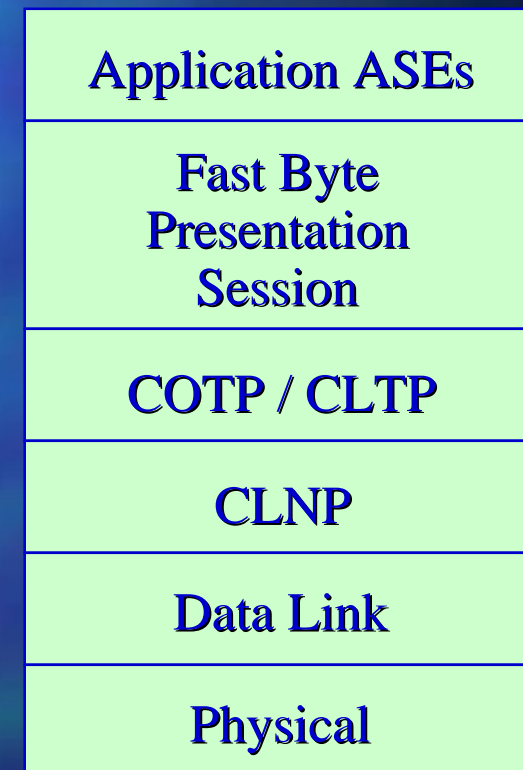 Application ASEs
Fast Byte
Presentation
Session
COTP / CLTP
CLNP
Data Link
Physical